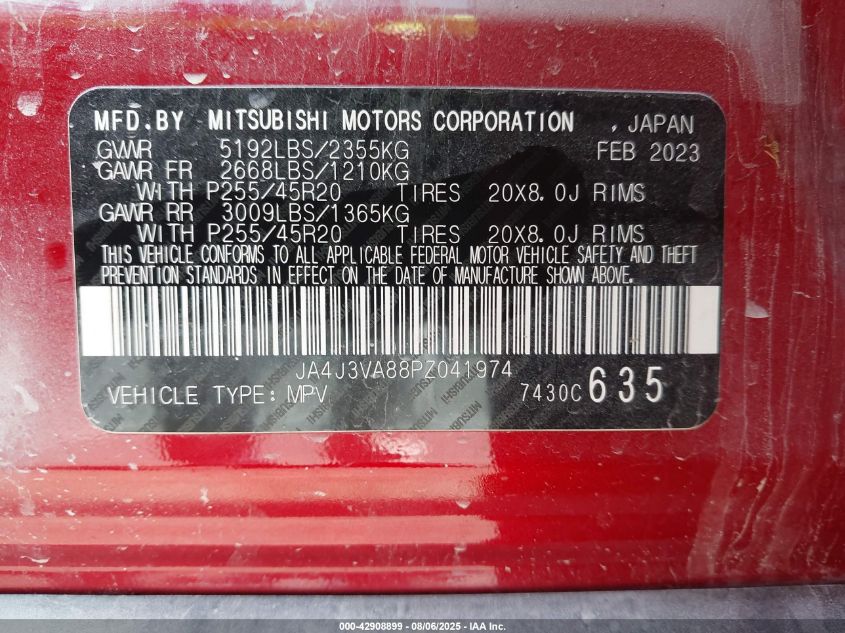 MFD.BY MITSUBISHI MOTORS CORPORATION , JAPAN
GVWR 5192LBS/2355KG FEB 2023
GAWR FR 2668LBS/1210KG
WITH P255/45R20 TIRES 20X8.0J RIMS
GAWR RR 3009LBS/1365KG
WITH P255/45R20 TIRES 20X8.0J RIMS
THIS VEHICLE CONFORMS TO ALL APPLICABLE FEDERAL MOTOR VEHICLE SAFETY AND THEFT
PREVENTION STANDARDS IN EFFECT ON THE DATE OF MANUFACTURE SHOWN ABOVE.
JA4J3VA88PZ041974
VEHICLE TYPE: MPV 7430C 635
000-42908899 - 08/06/2025 - IAA Inc.